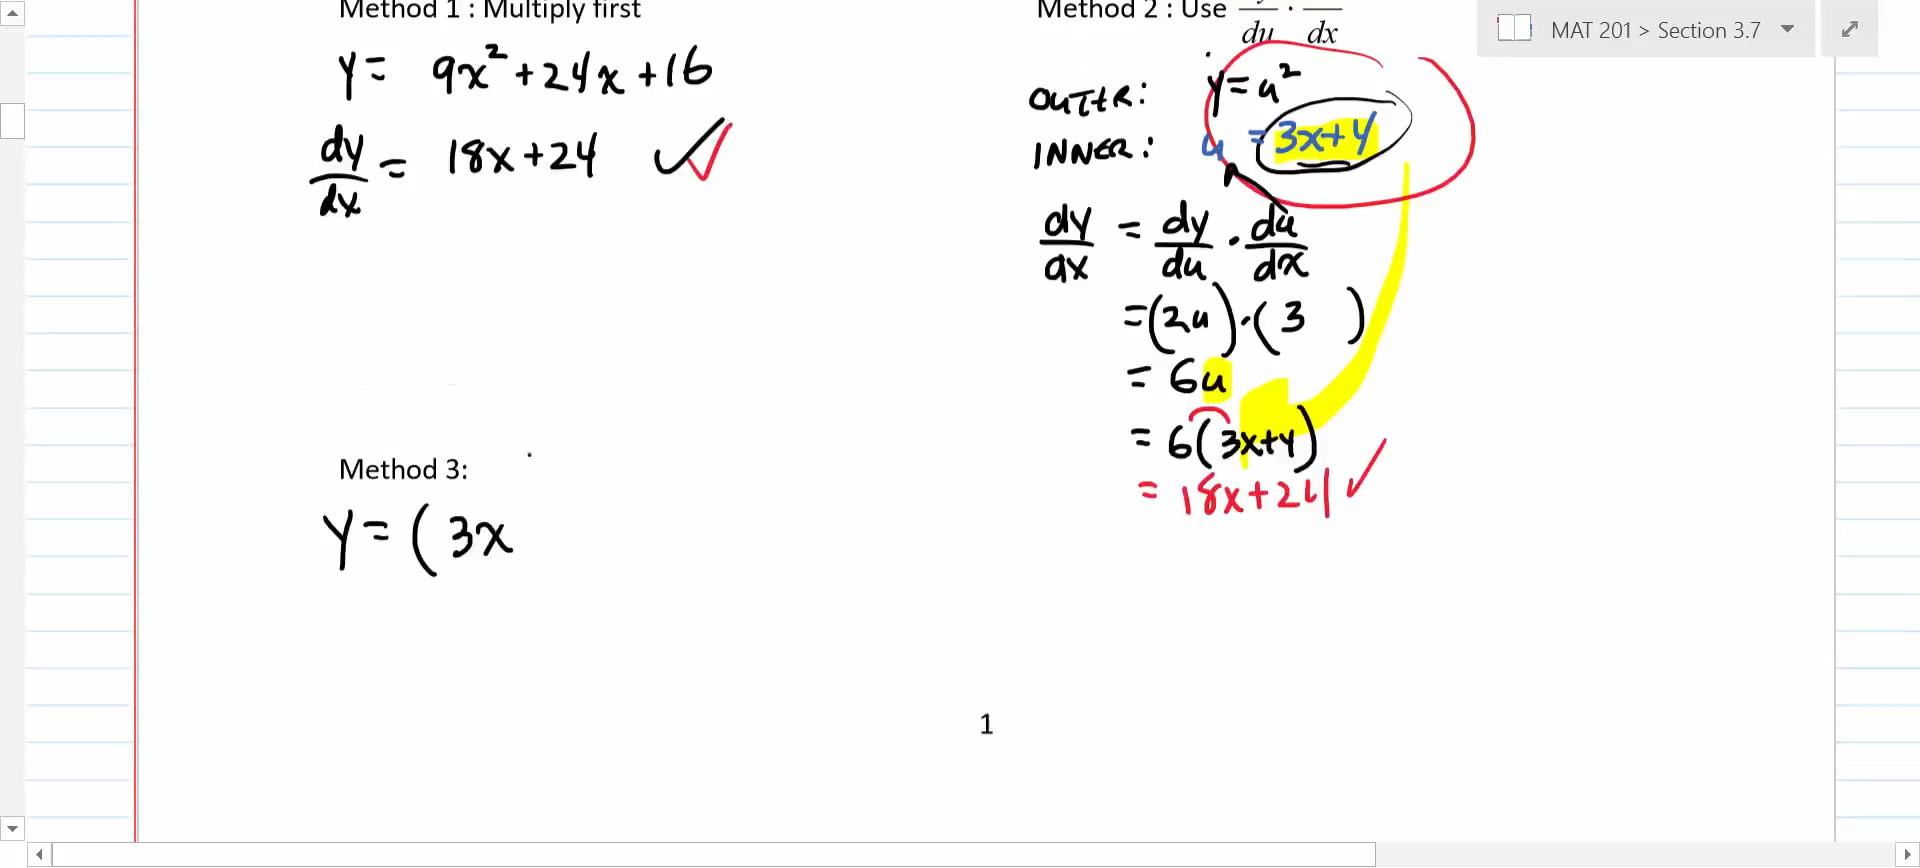 Method 1 : Multiply first
y = 9x² + 24x + 16
dy/dx = 18x + 24 ✓✓
Method 3:
y = ( 3x
Method 2 : Use dy/du · /dx
OUTTR: y = u²
INNER: u = 3x + 4
dy/dx = dy/du · du/dx
= (2u) · (3 )
= 6u
= 6(3x+4)
= 18x + 24 ✓
1
MAT 201 > Section 3.7